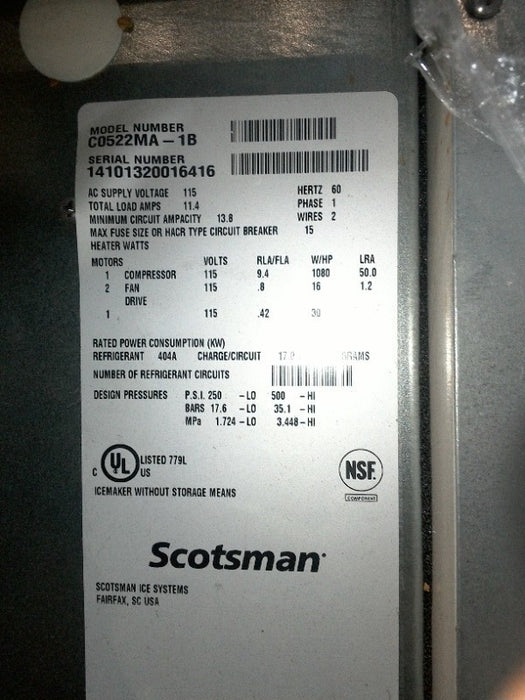 MODEL NUMBER
C0522MA-1B
SERIAL NUMBER
14101320016416
AC SUPPLY VOLTAGE 115 HERTZ 60
TOTAL LOAD AMPS 11.4 PHASE 1
MINIMUM CIRCUIT AMPACITY 13.8 WIRES 2
MAX FUSE SIZE OR HACR TYPE CIRCUIT BREAKER 15
HEATER WATTS
MOTORS VOLTS RLA/FLA W/HP LRA
1 COMPRESSOR 115 9.4 1080 50.0
2 FAN 115 .8 16 1.2
DRIVE
1 115 .42 30
RATED POWER CONSUMPTION (KW)
REFRIGERANT 404A CHARGE/CIRCUIT GRAMS
NUMBER OF REFRIGERANT CIRCUITS
DESIGN PRESSURES P.S.I. 250 -LO 500 -HI
BARS 17.6 -LO 35.1 -HI
MPa 1.724 -LO 3.448 -HI
C UL LISTED 779L
US
NSF.
COMPONENT
ICEMAKER WITHOUT STORAGE MEANS
Scotsman
SCOTSMAN ICE SYSTEMS
FAIRFAX, SC USA